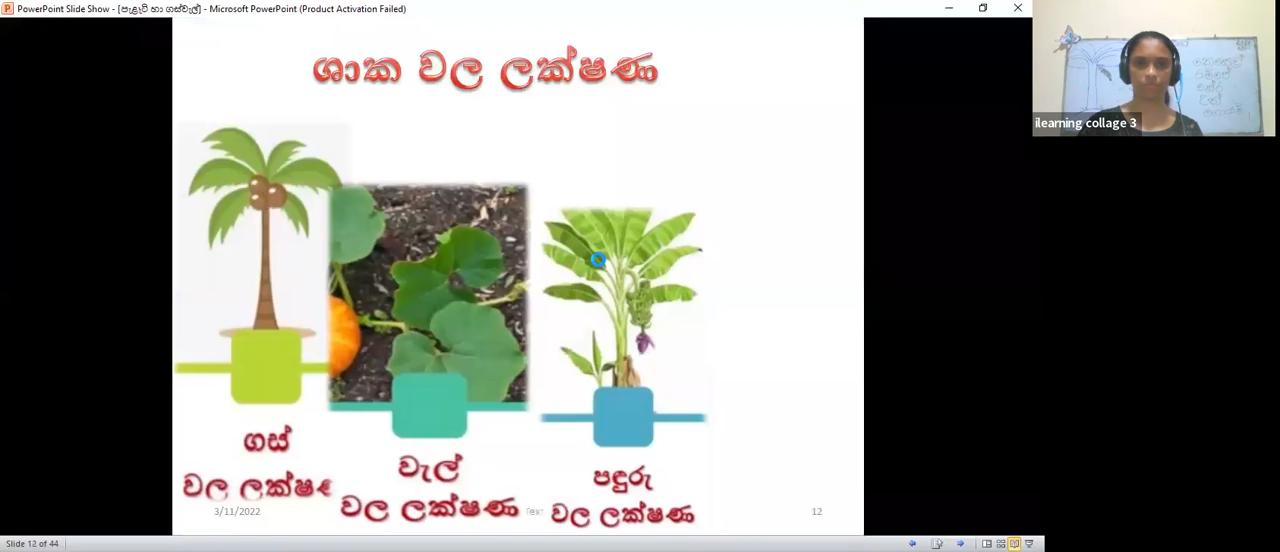 PowerPoint Slide Show - [පැළෑටි හා ගස්වැල්] - Microsoft PowerPoint (Product Activation Failed)
ශාක වල ලක්ෂණ
ilearning collage 3
ගස්
වල ලක්ෂ
වැල්
වල ලක්ෂණ
පඳුරු
වල ලක්ෂණ
3/11/2022
Text
12
Slide 12 of 44